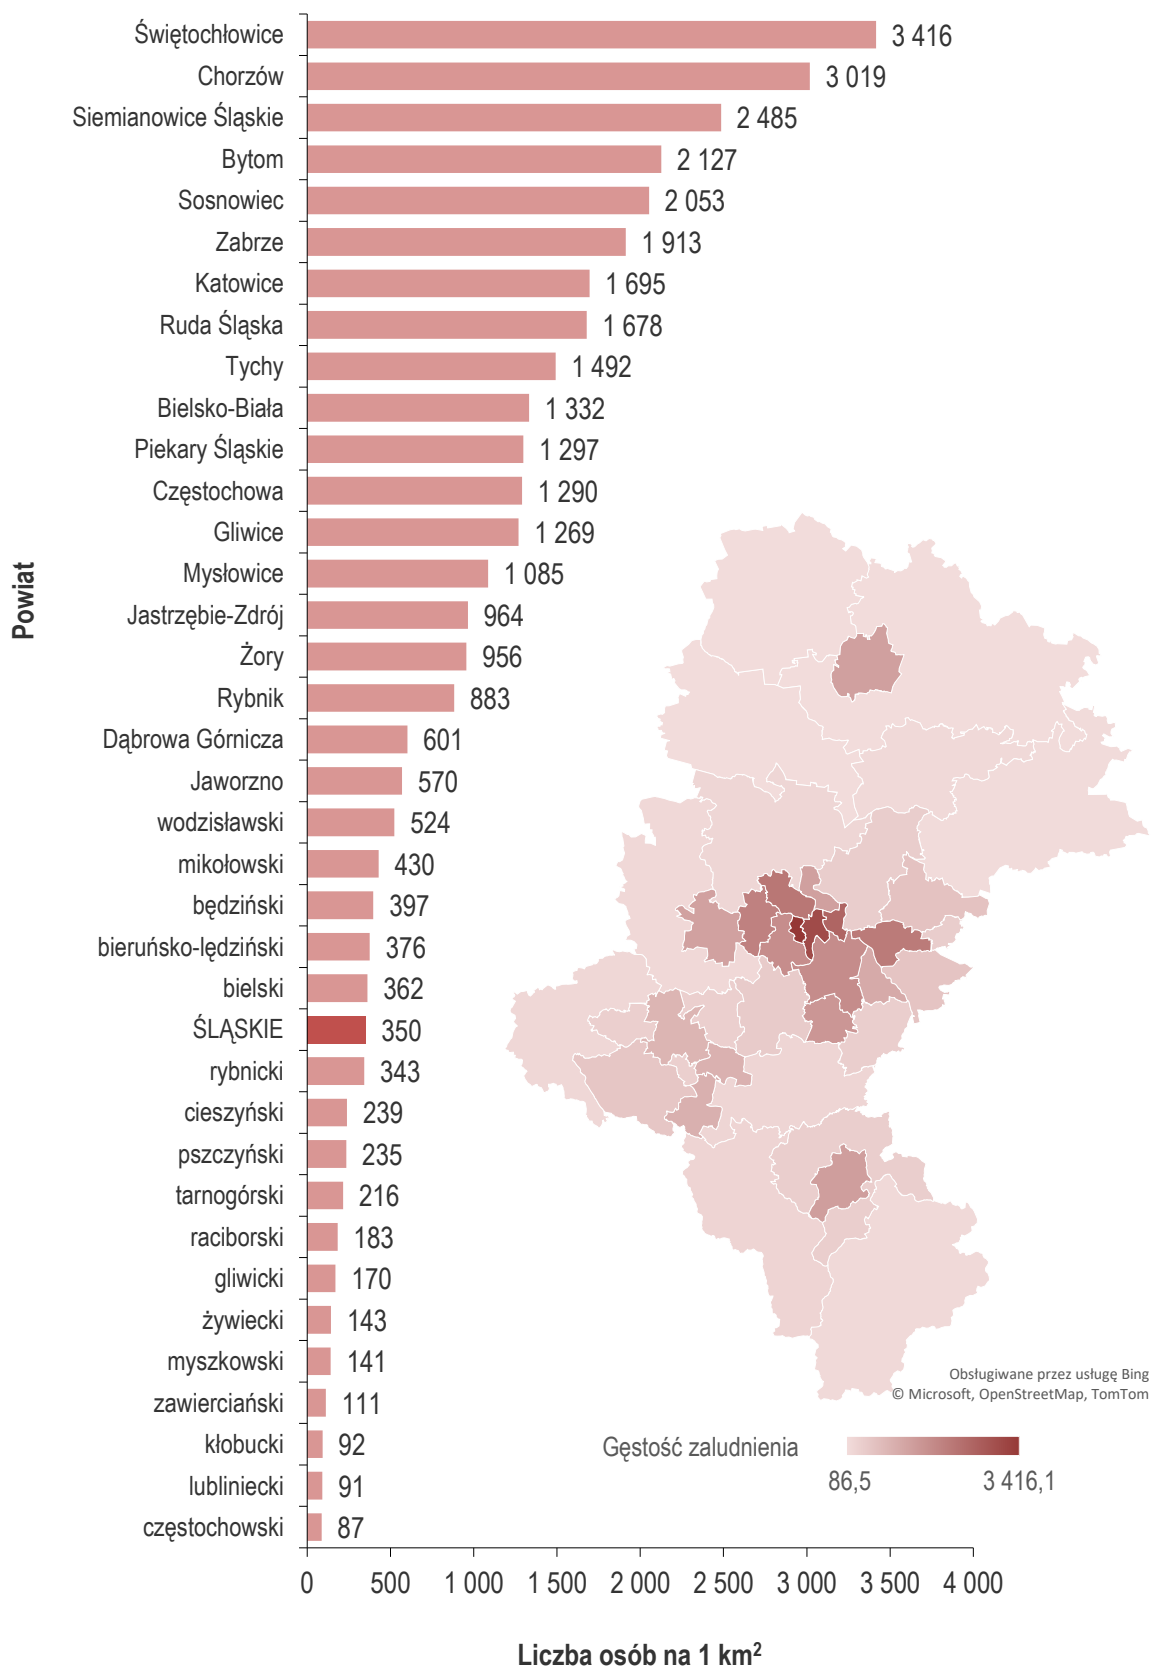 Powiat
Świętochłowice 3 416
Chorzów 3 019
Siemianowice Śląskie 2 485
Bytom 2 127
Sosnowiec 2 053
Zabrze 1 913
Katowice 1 695
Ruda Śląska 1 678
Tychy 1 492
Bielsko-Biała 1 332
Piekary Śląskie 1 297
Częstochowa 1 290
Gliwice 1 269
Mysłowice 1 085
Jastrzębie-Zdrój 964
Żory 956
Rybnik 883
Dąbrowa Górnicza 601
Jaworzno 570
wodzisławski 524
mikołowski 430
będziński 397
bieruńsko-lędziński 376
bielski 362
ŚLĄSKIE 350
rybnicki 343
cieszyński 239
pszczyński 235
tarnogórski 216
raciborski 183
gliwicki 170
żywiecki 143
myszkowski 141
zawierciański 111
kłobucki 92
lubliniecki 91
częstochowski 87
Obsługiwane przez usługę Bing
© Microsoft, OpenStreetMap, TomTom
Gęstość zaludnienia
86,5 3 416,1
0 500 1 000 1 500 2 000 2 500 3 000 3 500 4 000
Liczba osób na 1 km²